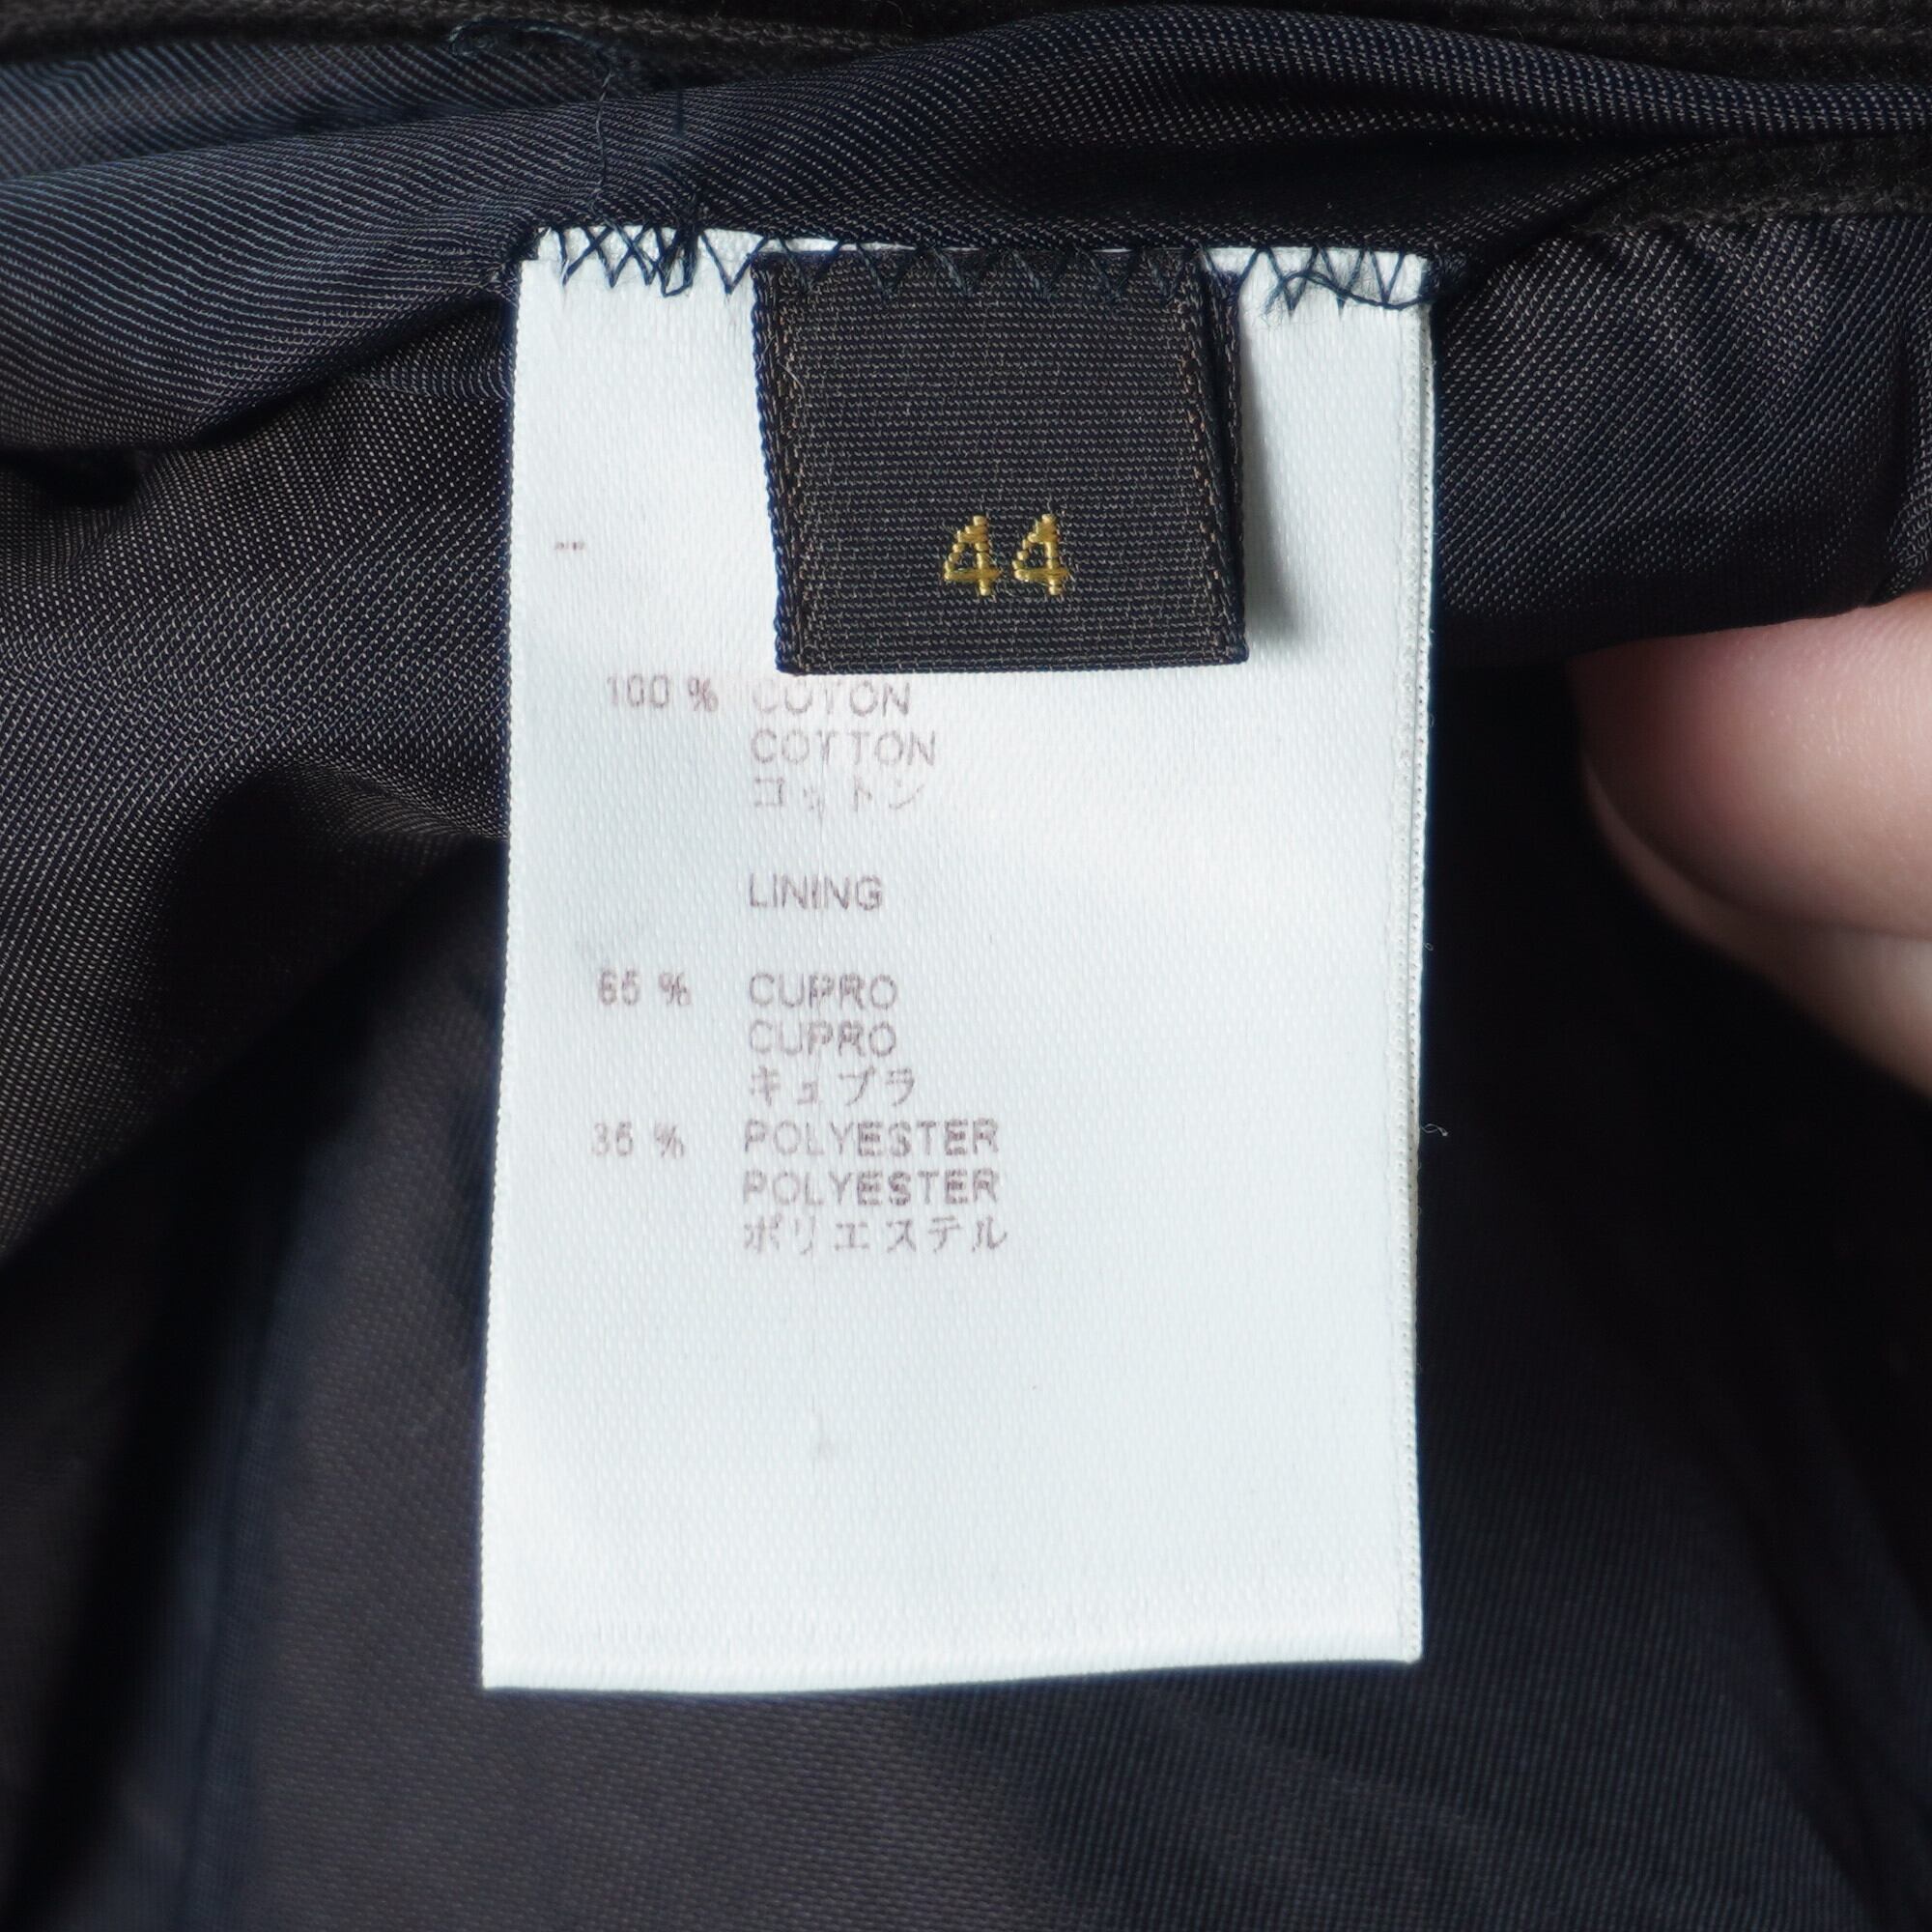 44
100 % COTON
COTTON
コットン
LINING
65 % CUPRO
CUPRO
キュプラ
35 % POLYESTER
POLYESTER
ポリエステル